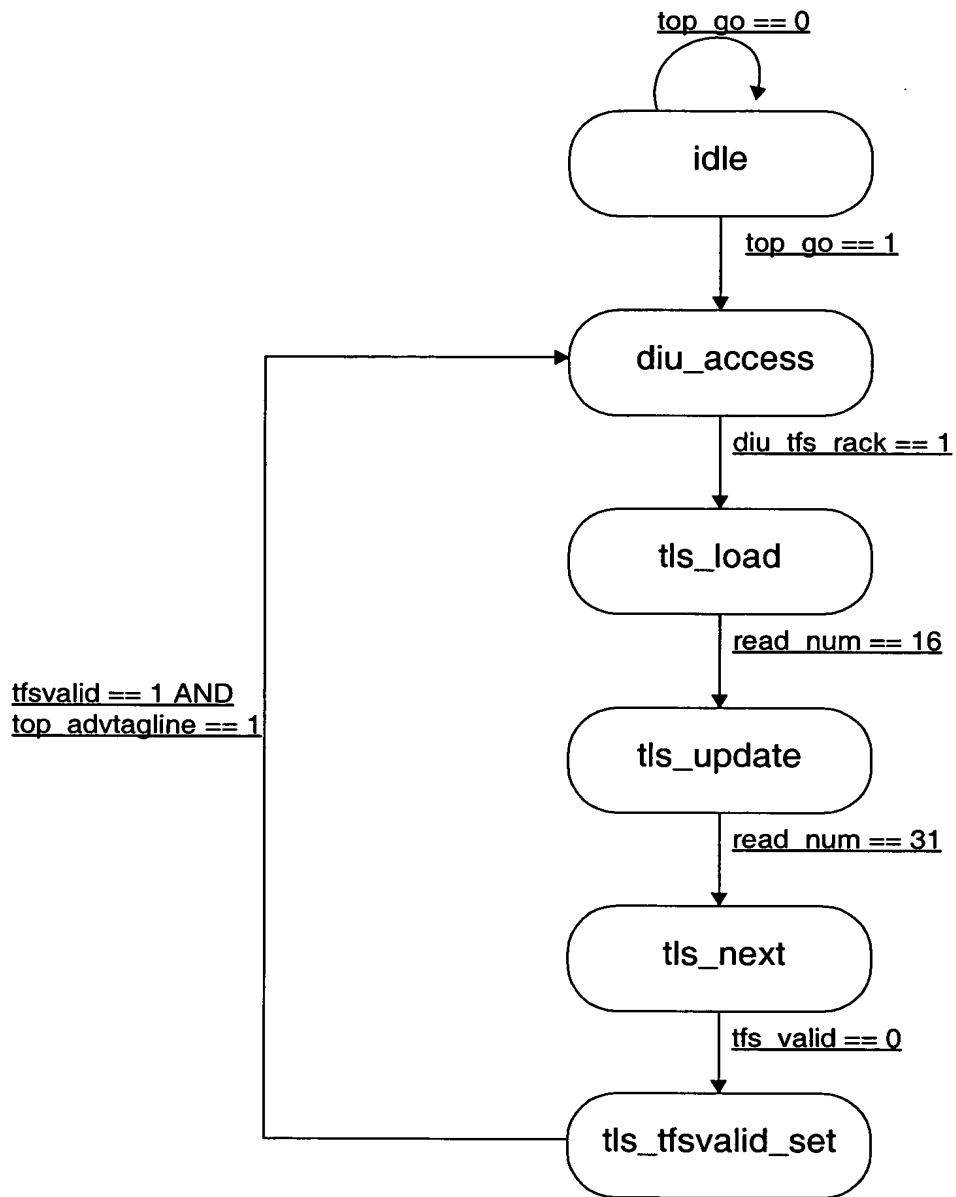 top_go == 0
idle
top_go == 1
diu_access
diu_tfs_rack == 1
tls_load
read_num == 16
tfsvalid == 1 AND
top_advtagline == 1
tls_update
read_num == 31
tls_next
tfs_valid == 0
tls_tfsvalid_set